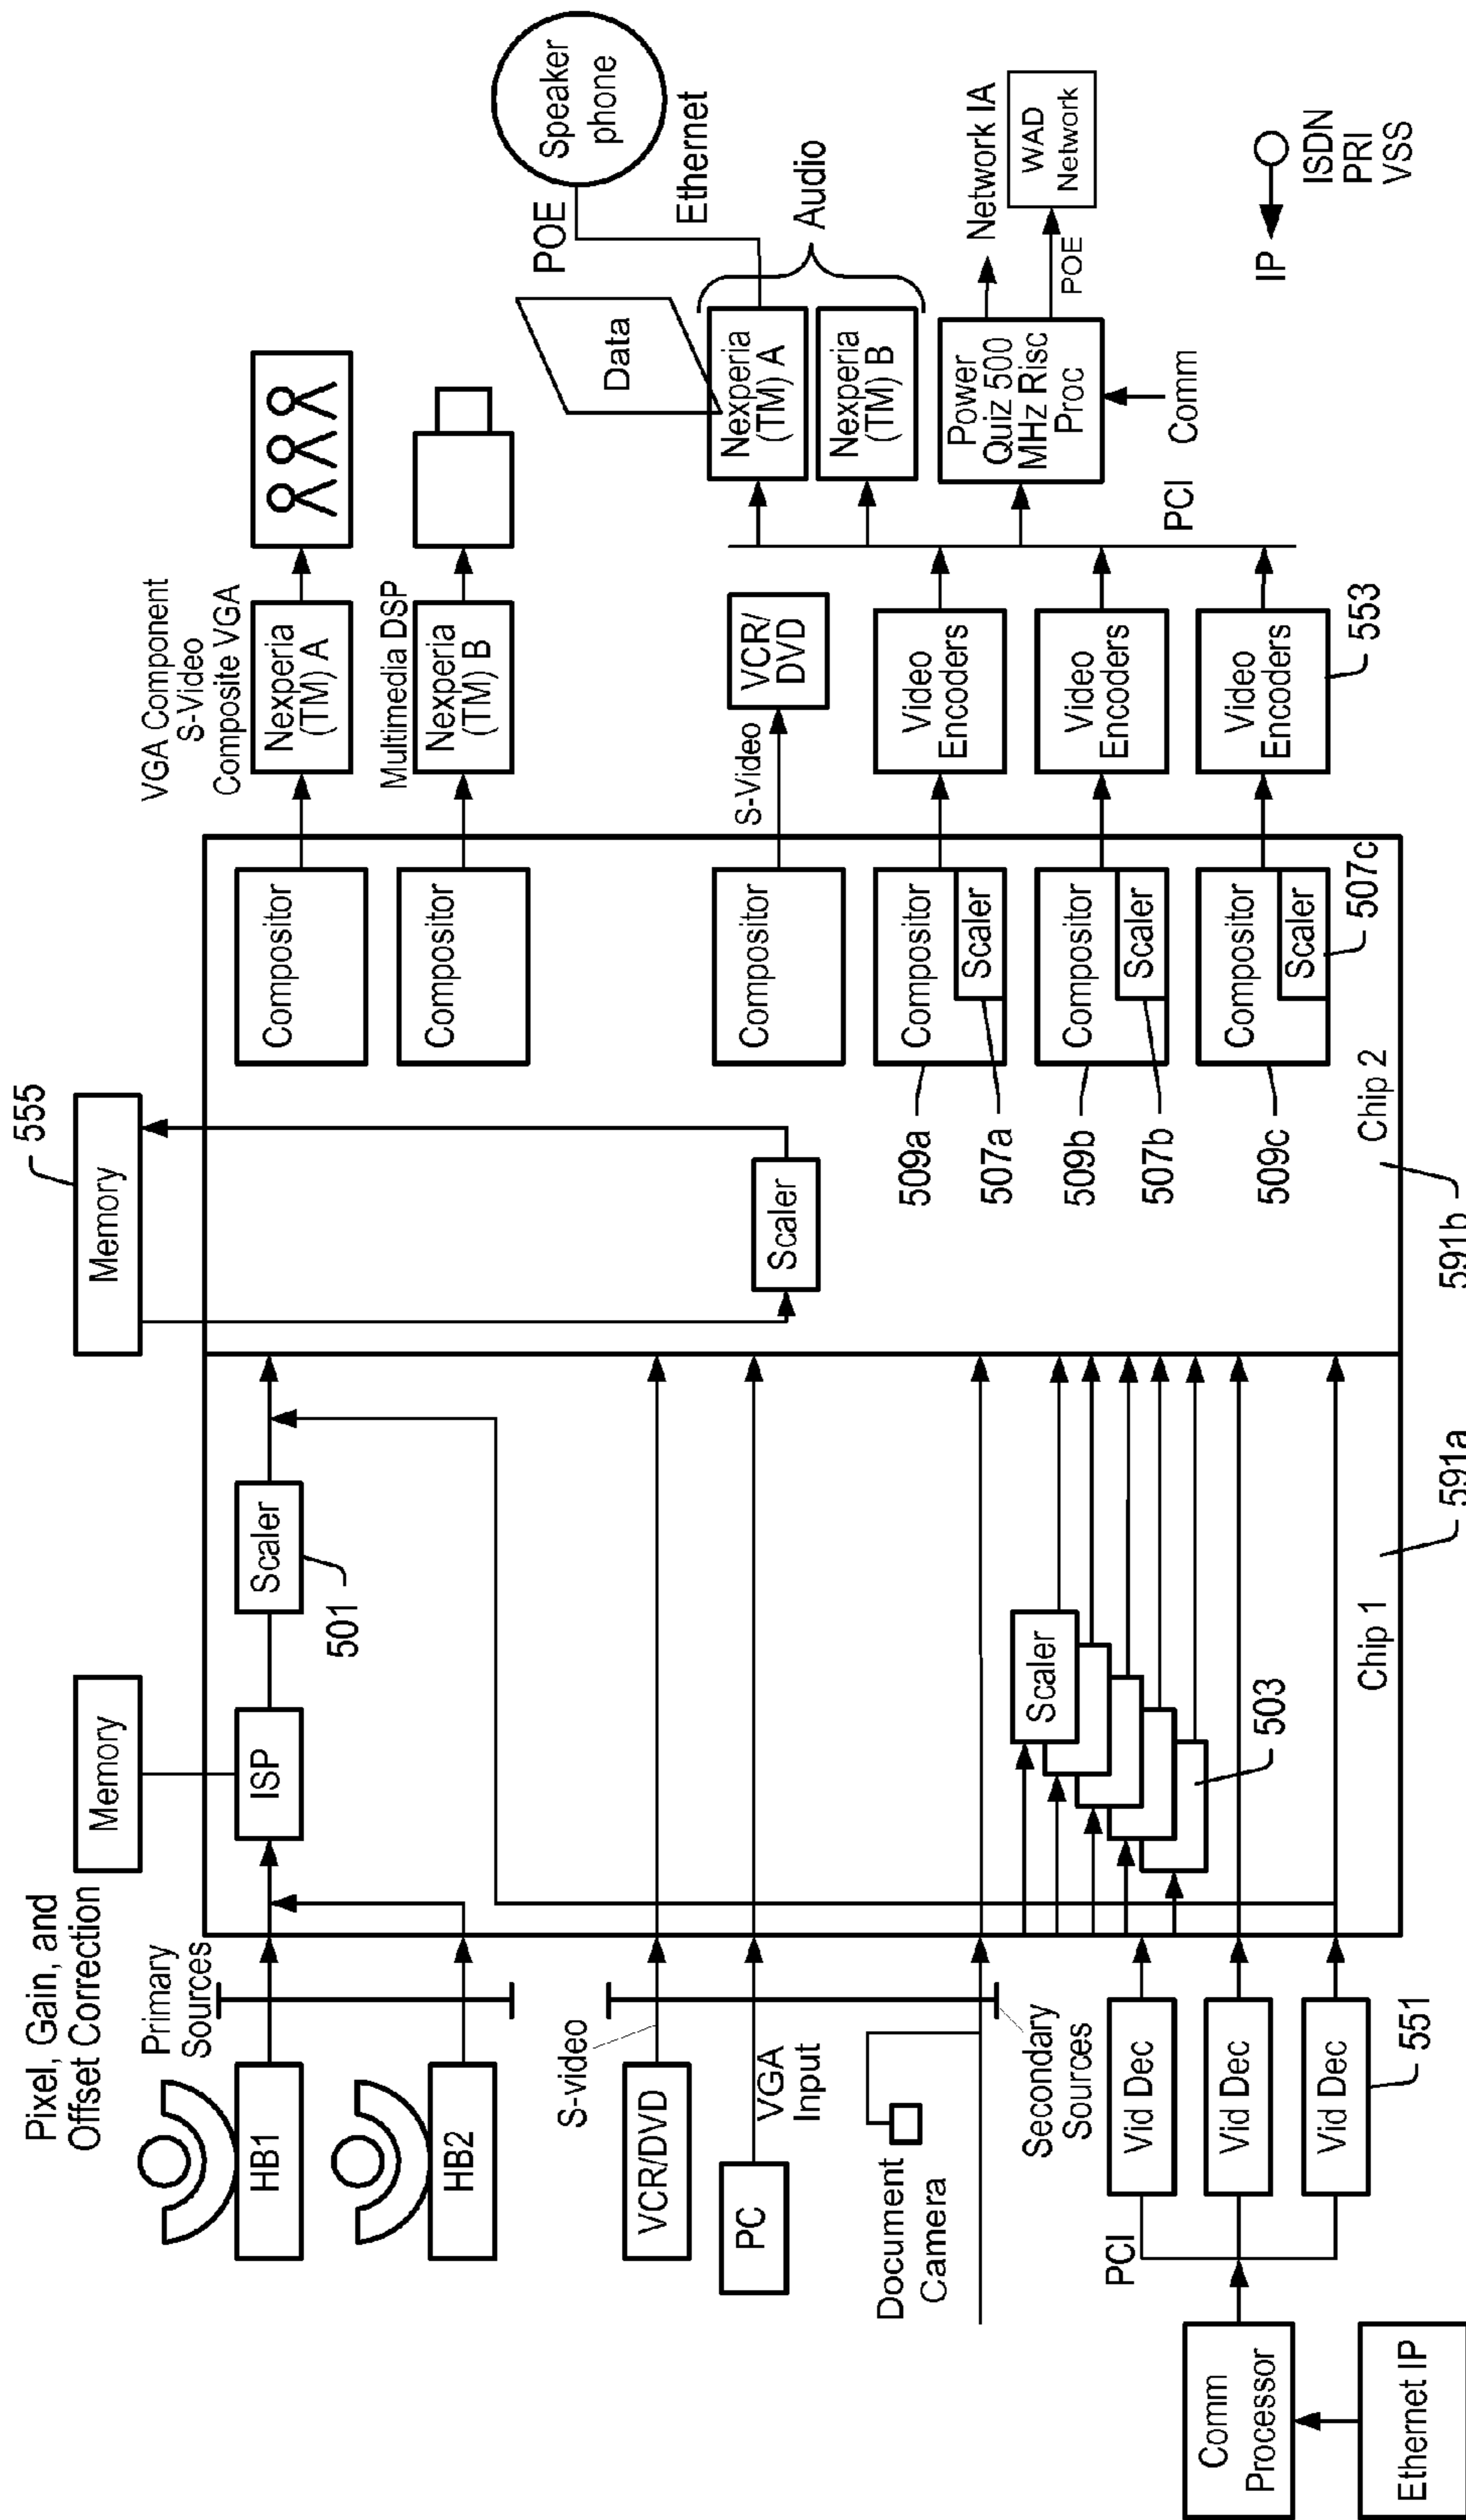 Pixel, Gain, and
Offset Correction
Memory
Memory
555
Primary
Sources
HB1
HB2
ISP
Scaler
501
S-video
VCR/DVD
PC
VGA
Input
Document
Camera
Secondary
Sources
PCI
Vid Dec
Vid Dec
Vid Dec
551
Comm
Processor
Ethernet IP
Scaler
503
Chip 1
591a
Scaler
Compositor
Compositor
Compositor
Compositor
Scaler
Compositor
Scaler
Compositor
Scaler
509a
507a
509b
507b
509c
507c
Chip 2
591b
VGA Component
S-Video
Composite VGA
Nexperia
(TM) A
Multimedia DSP
Nexperia
(TM) B
S-Video
VCR/
DVD
Video
Encoders
Video
Encoders
Video
Encoders
553
PCI
Data
Nexperia
(TM) A
Nexperia
(TM) B
Audio
POE
Ethernet
Speaker
phone
Power
Quiz 500
MHz Risc
Proc
Comm
Network IA
POE
WAD
Network
IP
ISDN
PRI
VSS